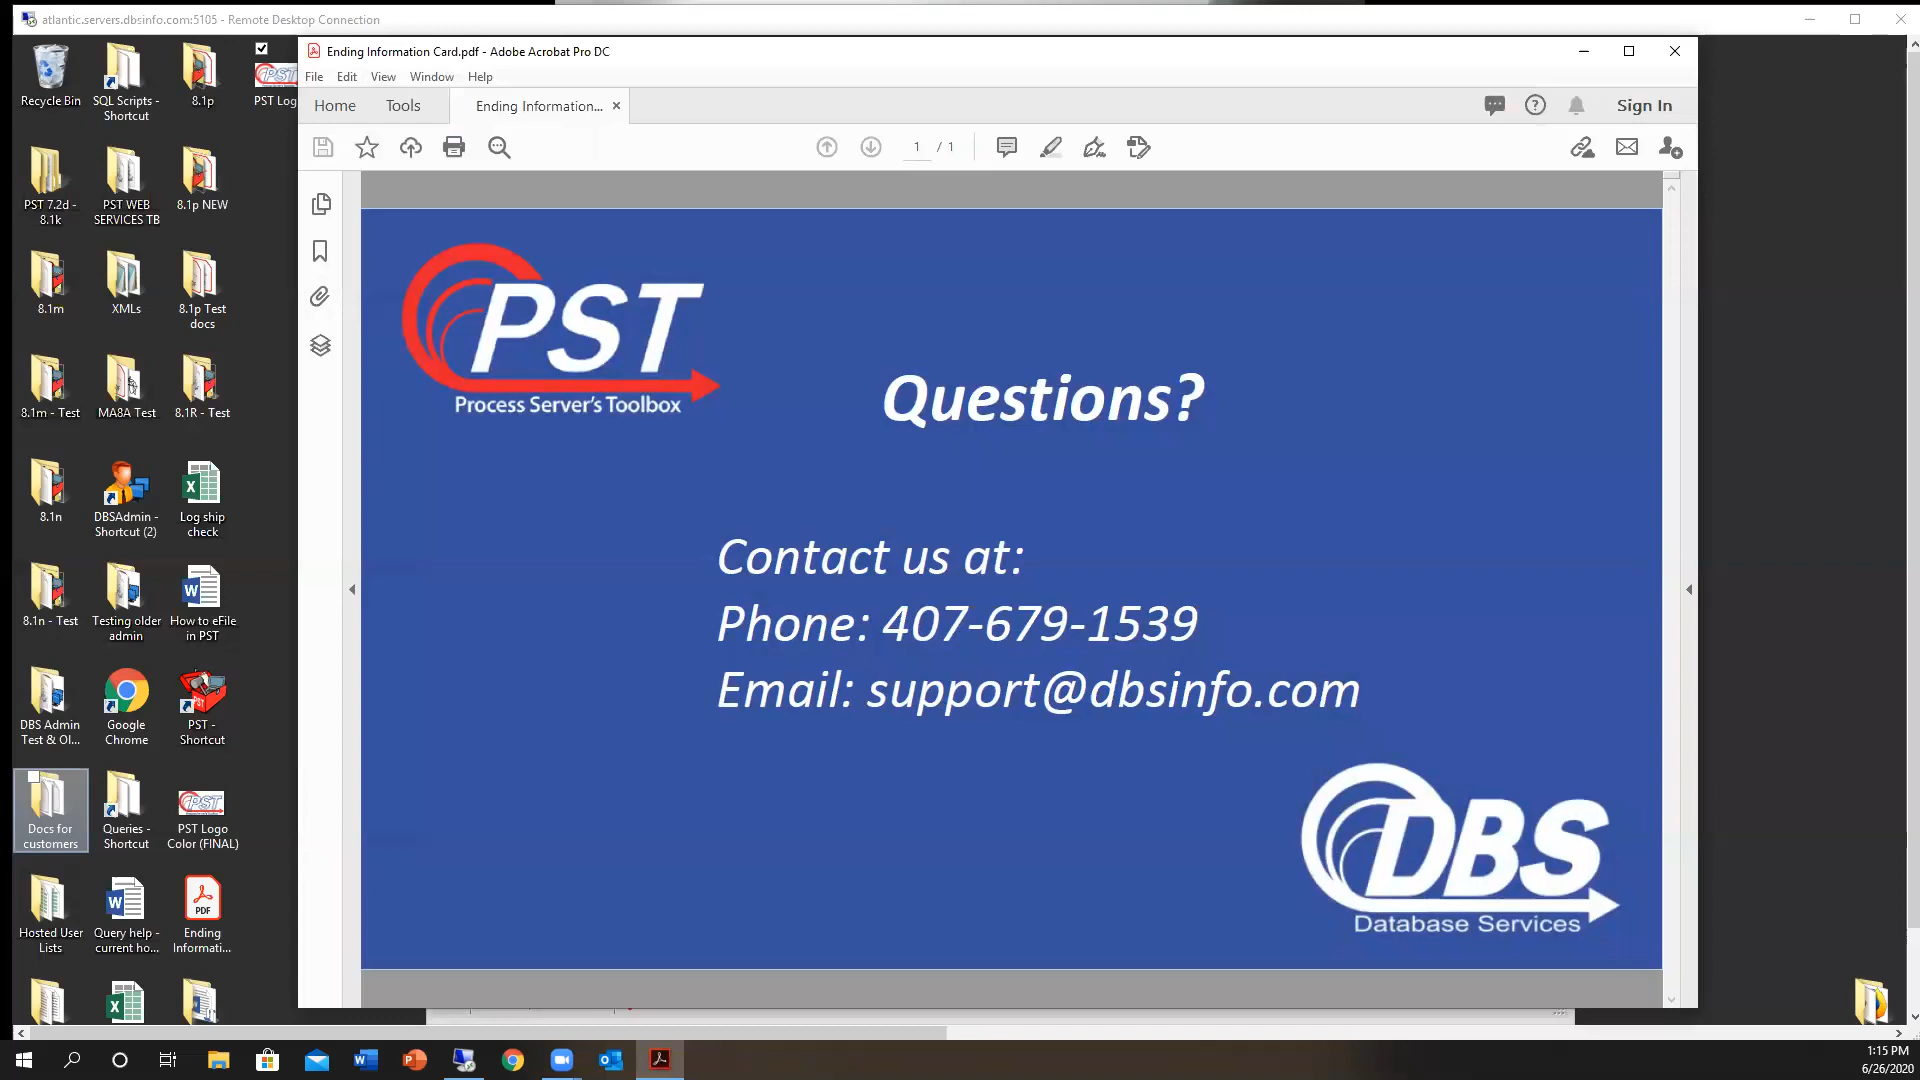 atlantic.servers.dbsinfo.com:5105 - Remote Desktop Connection
Ending Information Card.pdf - Adobe Acrobat Pro DC
File Edit View Window Help
Home Tools Ending Information... × Sign In
1 / 1
PST
Process Server's Toolbox
Questions?
Contact us at:
Phone: 407-679-1539
Email: support@dbsinfo.com
DBS
Database Services
Recycle Bin
SQL Scripts -
Shortcut
8.1p
PST Log
PST 7.2d -
8.1k
PST WEB
SERVICES TB
8.1p NEW
8.1m
XMLs
8.1p Test
docs
8.1m - Test
MA8A Test
8.1R - Test
8.1n
DBSAdmin -
Shortcut (2)
Log ship
check
8.1n - Test
Testing older
admin
How to eFile
in PST
DBS Admin
Test & Ol...
Google
Chrome
PST -
Shortcut
Docs for
customers
Queries -
Shortcut
PST Logo
Color (FINAL)
Hosted User
Lists
Query help -
current ho...
PDF
Ending
Informati...
1:15 PM
6/26/2020